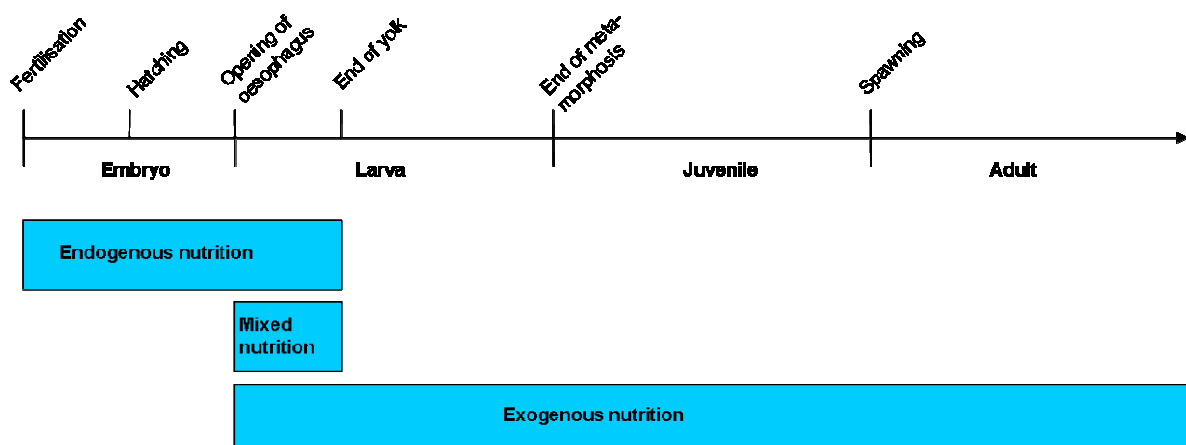 Fertilisation
Hatching
Opening of
oesophagus
End of yolk
End of meta-
morphosis
Spawning
Embryo
Larva
Juvenile
Adult
Endogenous nutrition
Mixed
nutrition
Exogenous nutrition